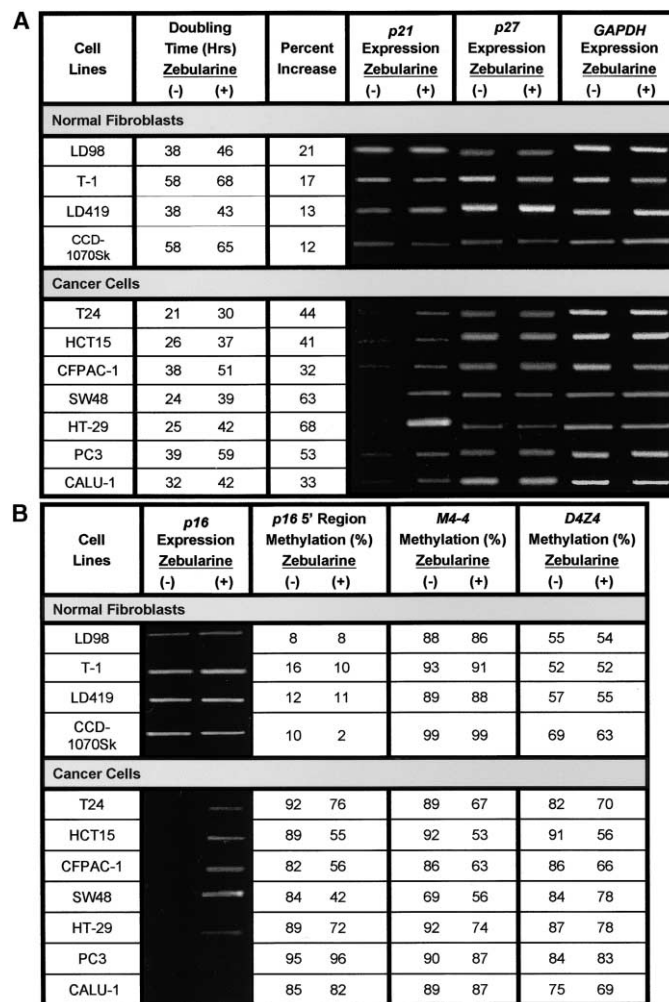 A
Cell Lines | Doubling Time (Hrs) Zebularine (-) (+) | Percent Increase | p21 Expression Zebularine (-) (+) | p27 Expression Zebularine (-) (+) | GAPDH Expression Zebularine (-) (+)
Normal Fibroblasts
LD98 38 46 21
T-1 58 68 17
LD419 38 43 13
CCD-1070Sk 58 65 12
Cancer Cells
T24 21 30 44
HCT15 26 37 41
CFPAC-1 38 51 32
SW48 24 39 63
HT-29 25 42 68
PC3 39 59 53
CALU-1 32 42 33
B
Cell Lines | p16 Expression Zebularine (-) (+) | p16 5' Region Methylation (%) Zebularine (-) (+) | M4-4 Methylation (%) Zebularine (-) (+) | D4Z4 Methylation (%) Zebularine (-) (+)
Normal Fibroblasts
LD98 8 8 88 86 55 54
T-1 16 10 93 91 52 52
LD419 12 11 89 88 57 55
CCD-1070Sk 10 2 99 99 69 63
Cancer Cells
T24 92 76 89 67 82 70
HCT15 89 55 92 53 91 56
CFPAC-1 82 56 86 63 86 66
SW48 84 42 69 56 84 78
HT-29 89 72 92 74 87 78
PC3 95 96 90 87 84 83
CALU-1 85 82 89 87 75 69